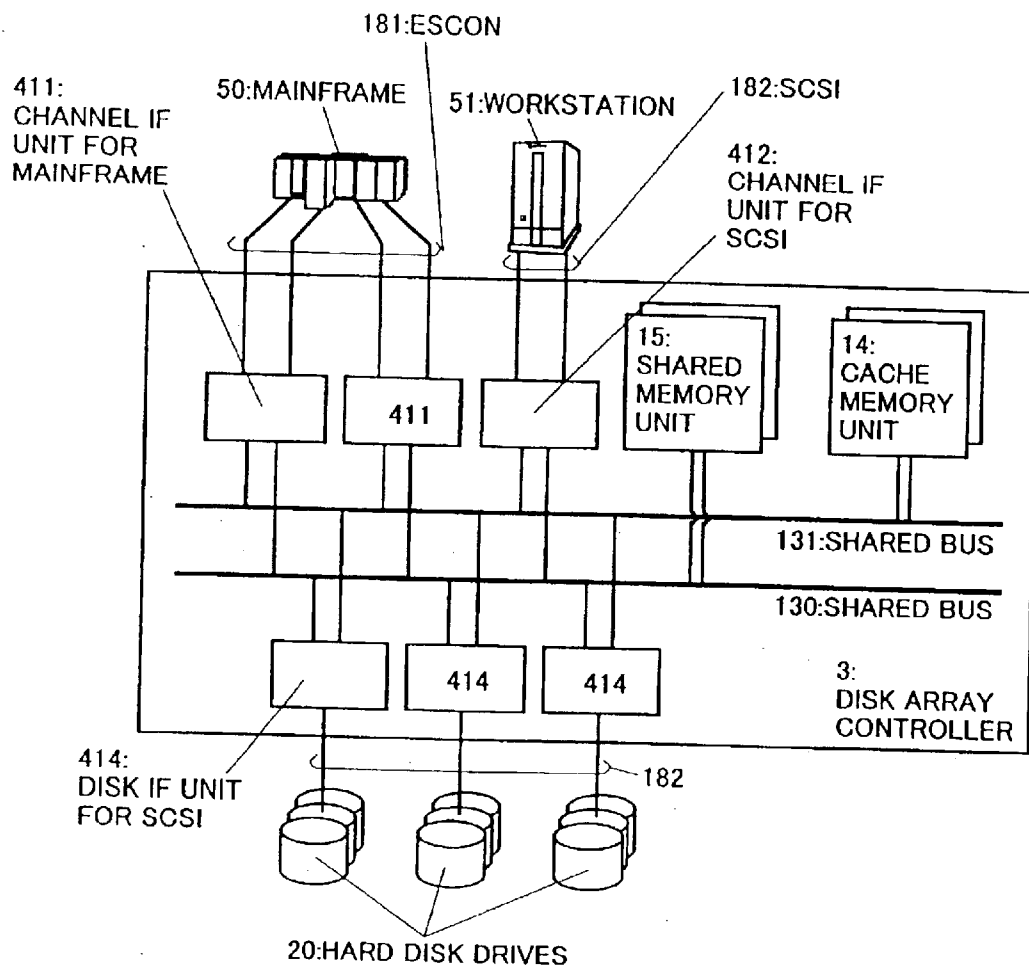 181:ESCON
411:
CHANNEL IF
UNIT FOR
MAINFRAME
50:MAINFRAME
51:WORKSTATION
182:SCSI
412:
CHANNEL IF
UNIT FOR
SCSI
15:
SHARED
MEMORY
UNIT
14:
CACHE
MEMORY
UNIT
411
131:SHARED BUS
130:SHARED BUS
414
414
3:
DISK ARRAY
CONTROLLER
414:
DISK IF UNIT
FOR SCSI
182
20:HARD DISK DRIVES